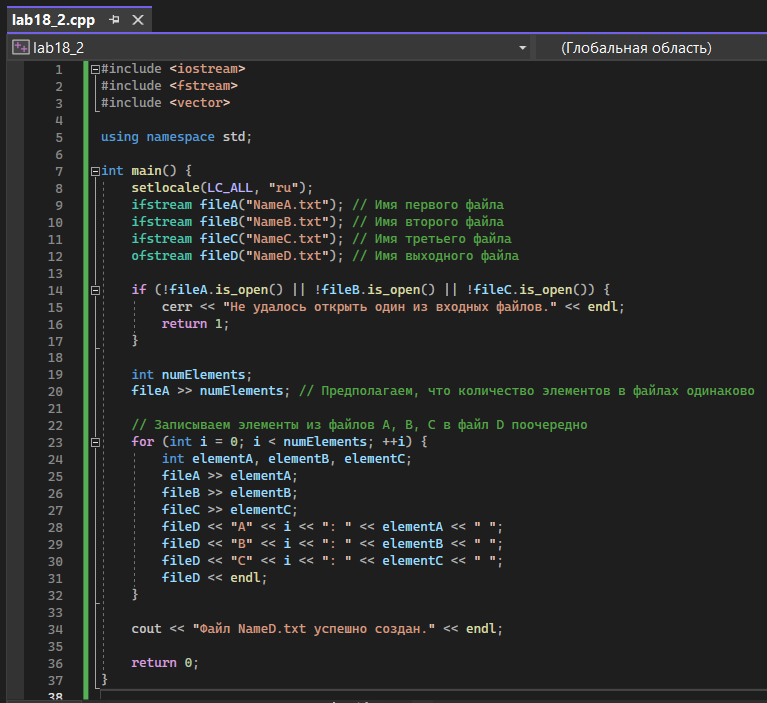 lab18_2.cpp
lab18_2 (Глобальная область)
1 #include <iostream>
2 #include <fstream>
3 #include <vector>
4
5 using namespace std;
6
7 int main() {
8 setlocale(LC_ALL, "ru");
9 ifstream fileA("NameA.txt"); // Имя первого файла
10 ifstream fileB("NameB.txt"); // Имя второго файла
11 ifstream fileC("NameC.txt"); // Имя третьего файла
12 ofstream fileD("NameD.txt"); // Имя выходного файла
13
14 if (!fileA.is_open() || !fileB.is_open() || !fileC.is_open()) {
15 cerr << "Не удалось открыть один из входных файлов." << endl;
16 return 1;
17 }
18
19 int numElements;
20 fileA >> numElements; // Предполагаем, что количество элементов в файлах одинаково
21
22 // Записываем элементы из файлов A, B, C в файл D поочередно
23 for (int i = 0; i < numElements; ++i) {
24 int elementA, elementB, elementC;
25 fileA >> elementA;
26 fileB >> elementB;
27 fileC >> elementC;
28 fileD << "A" << i << ": " << elementA << " ";
29 fileD << "B" << i << ": " << elementB << " ";
30 fileD << "C" << i << ": " << elementC << " ";
31 fileD << endl;
32 }
33
34 cout << "Файл NameD.txt успешно создан." << endl;
35
36 return 0;
37 }
38